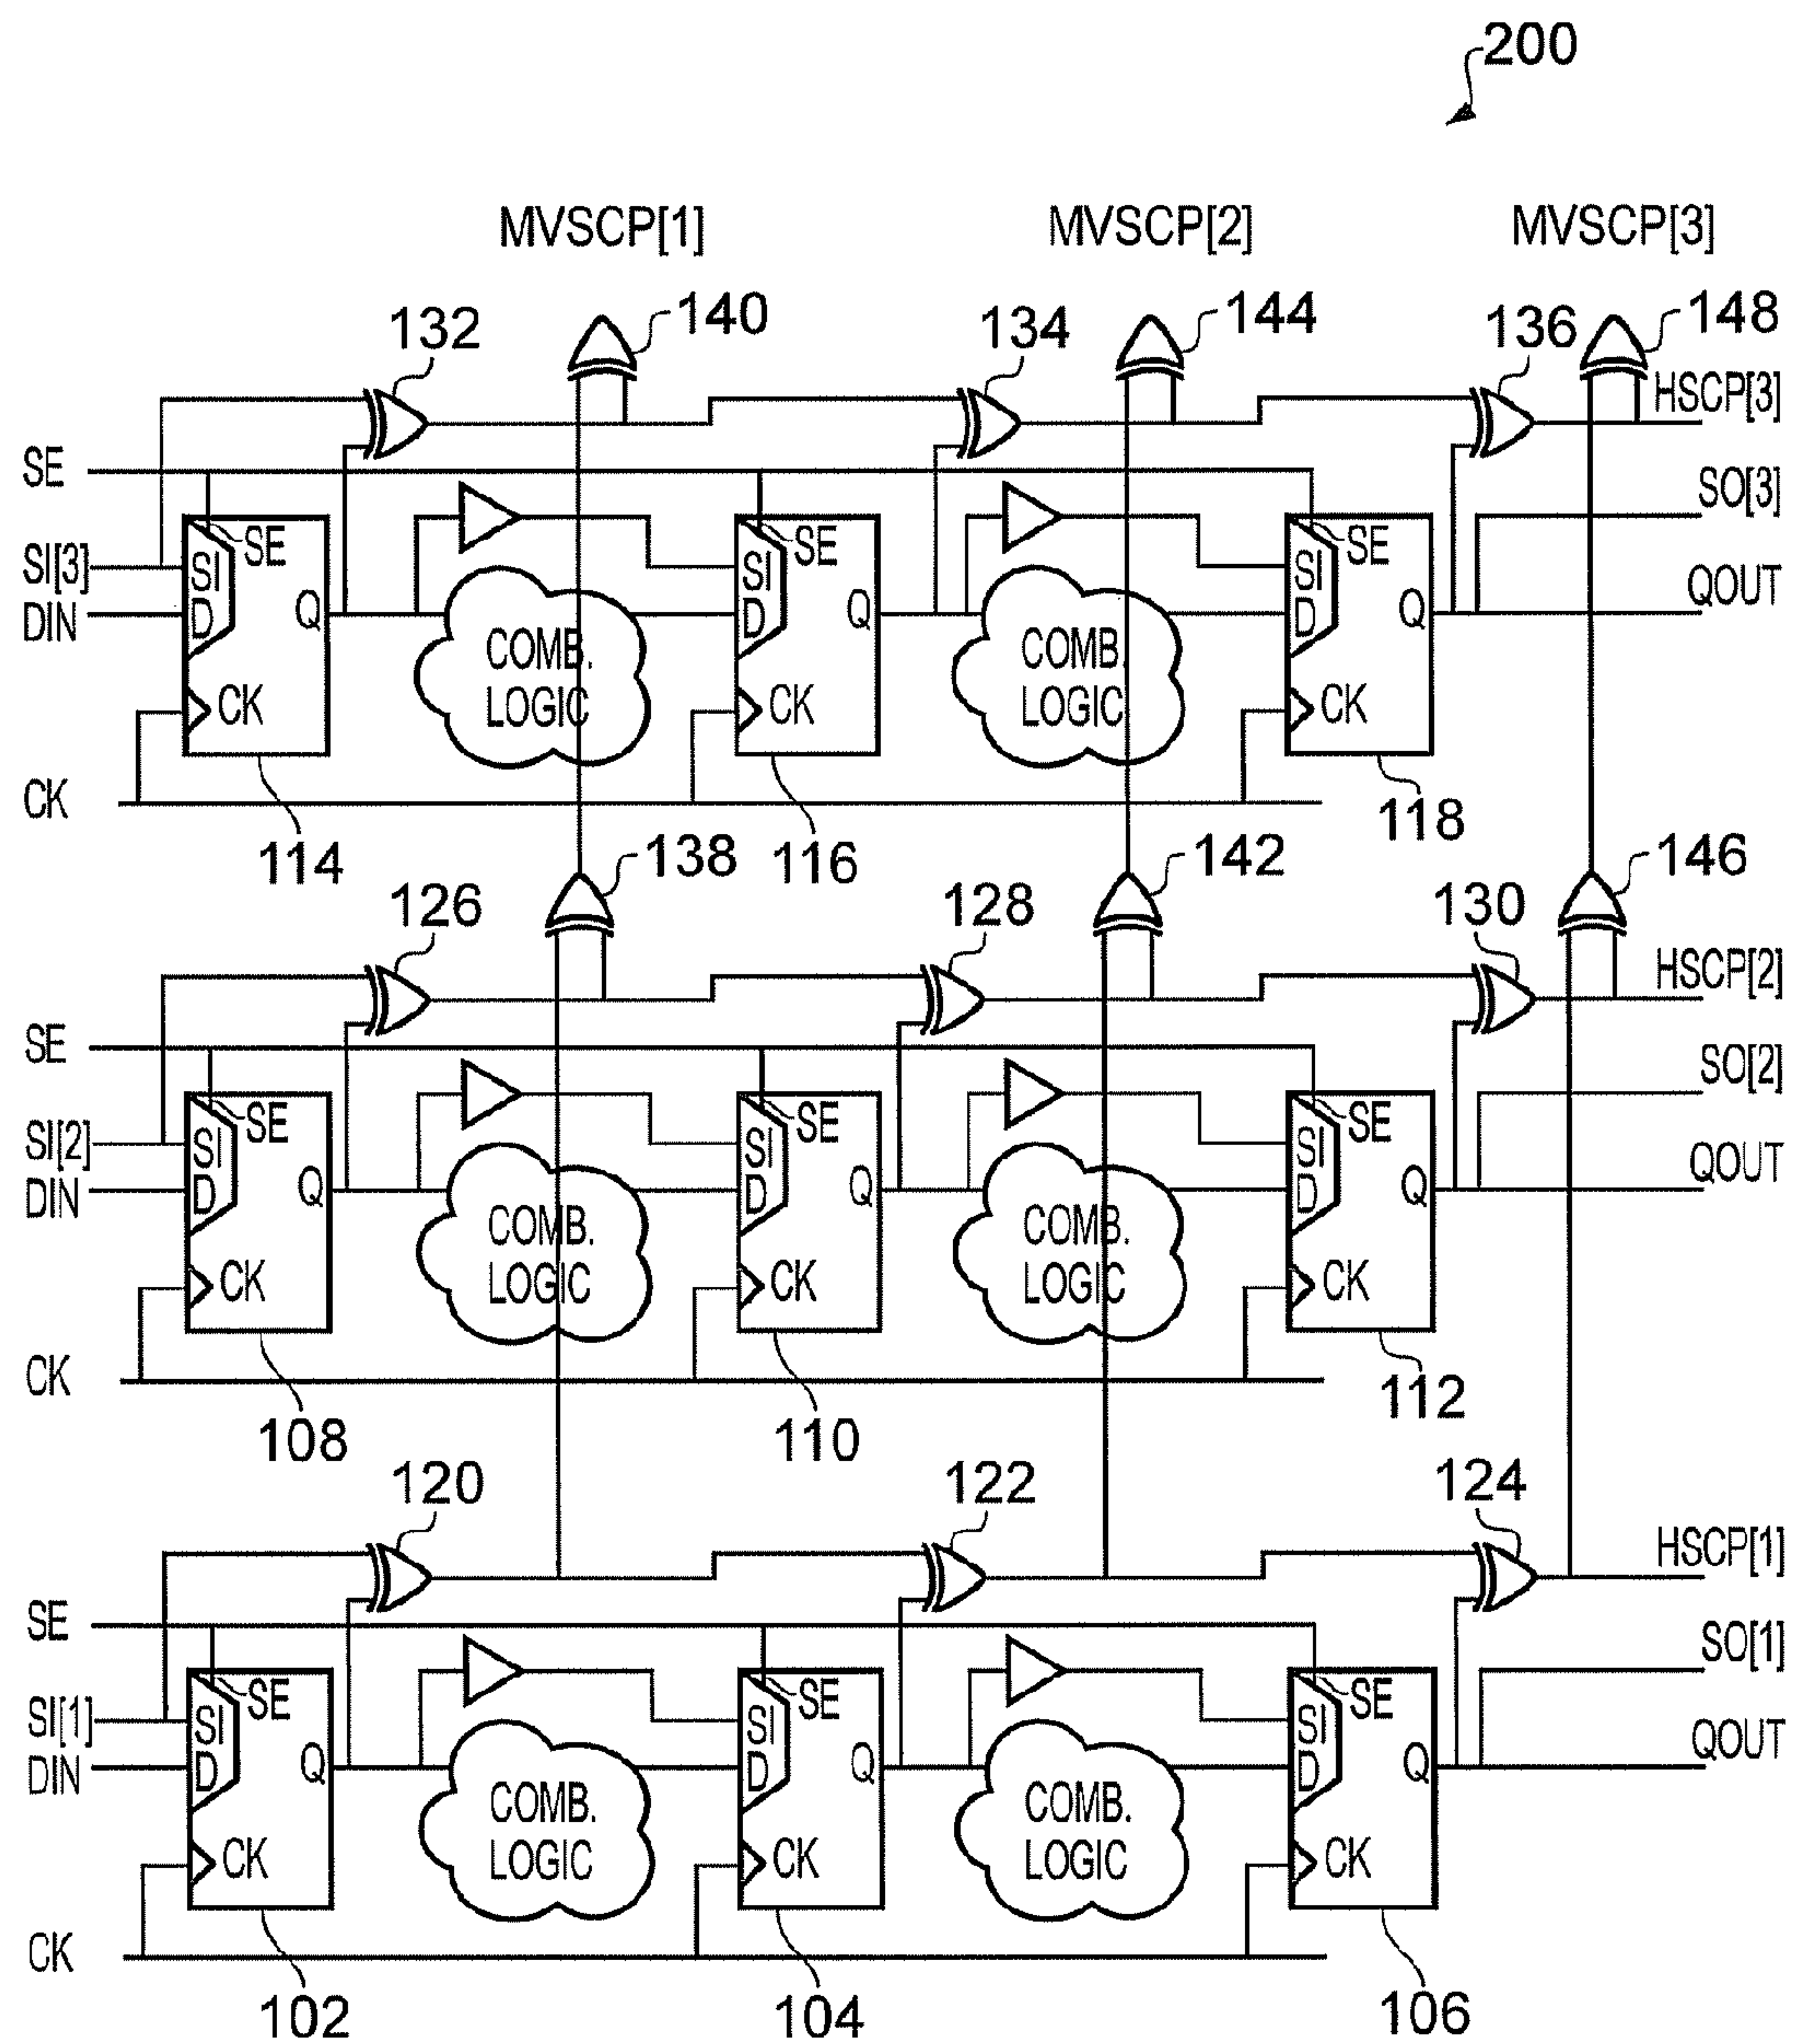 200
MVSCP[1] MVSCP[2] MVSCP[3]
132 140 134 144 136 148
HSCP[3]
SE
SO[3]
SE SE SE
SI[3] SI SI SI
QOUT
DIN D Q D Q D Q
COMB. LOGIC COMB. LOGIC
CK CK CK
CK
114 116 118
138 142 146
126 128 130
HSCP[2]
SE
SO[2]
SE SE SE
SI[2] SI SI SI
QOUT
DIN D Q D Q D Q
COMB. LOGIC COMB. LOGIC
CK CK CK
CK
108 110 112
120 122 124
HSCP[1]
SE
SO[1]
SE SE SE
SI[1] SI SI SI
QOUT
DIN D Q D Q D Q
COMB. LOGIC COMB. LOGIC
CK CK CK
CK
102 104 106